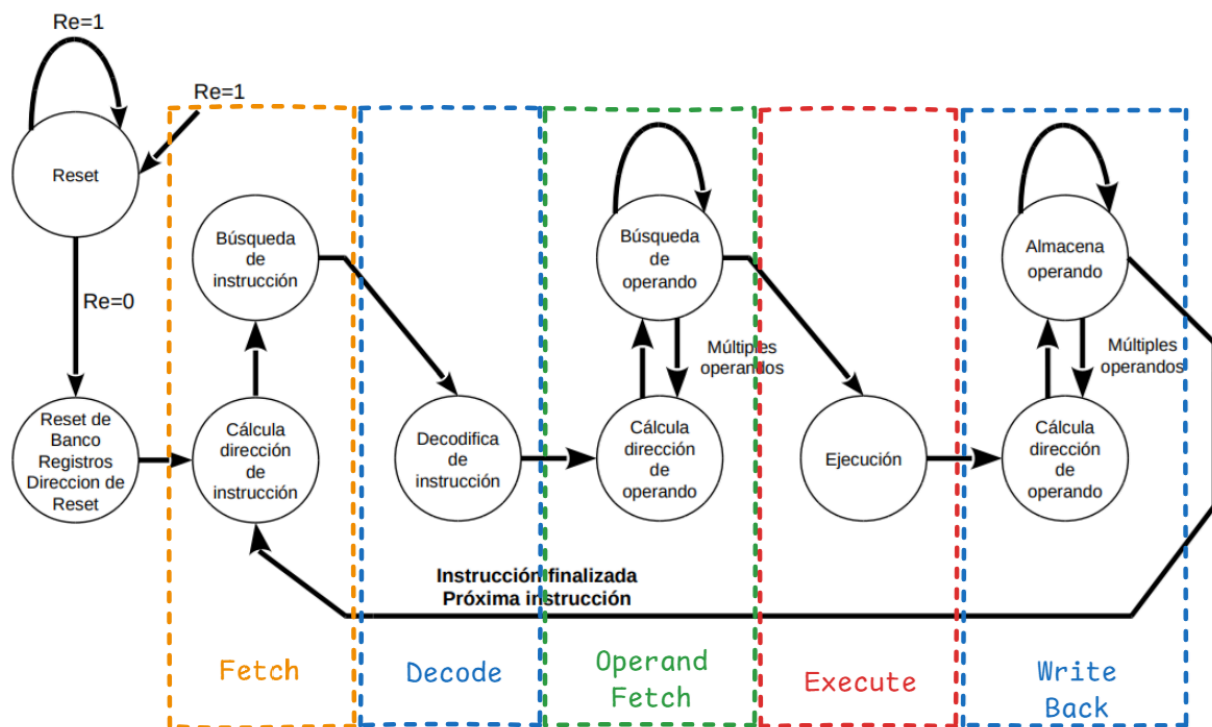 Re=1
Re=1
Reset
Re=0
Reset de
Banco
Registros
Direccion de
Reset
Búsqueda
de
instrucción
Cálcula
dirección
de
instrucción
Decodifica
de
instrucción
Búsqueda
de
operando
Múltiples
operandos
Cálcula
dirección
de
operando
Ejecución
Almacena
operando
Múltiples
operandos
Cálcula
dirección
de
operando
Instrucción finalizada
Próxima instrucción
Fetch
Decode
Operand
Fetch
Execute
Write
Back